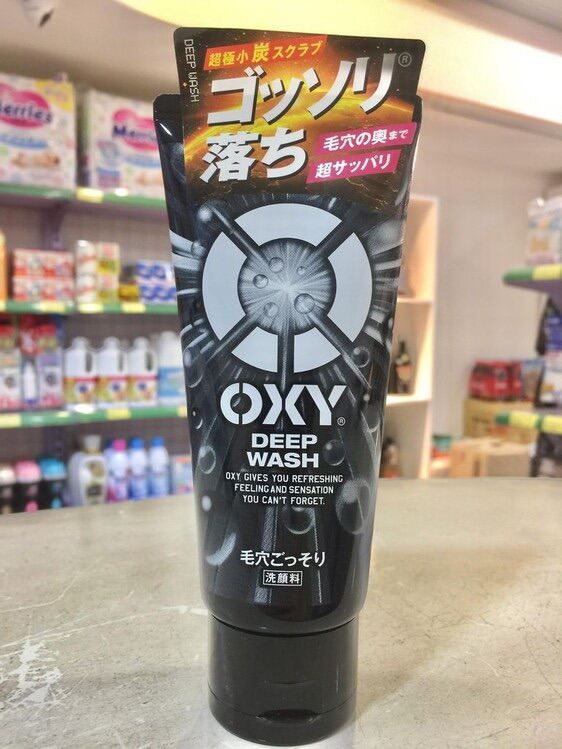 DEEP WASH
超極小炭スクラブ
ゴッソリ®
落ち
毛穴の奥まで
超サッパリ
OXY®
DEEP
WASH
OXY GIVES YOU REFRESHING
FEELING AND SENSATION
YOU CAN'T FORGET.
毛穴ごっそり
洗顔料
Merries
Merries